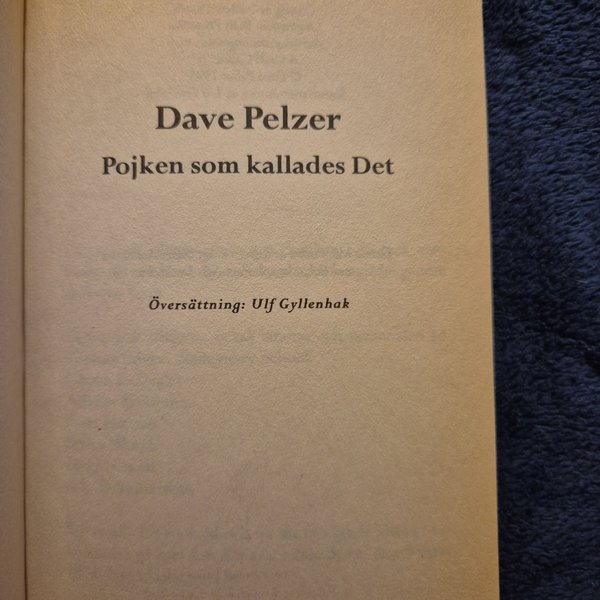 Dave Pelzer
Pojken som kallades Det
Översättning: Ulf Gyllenhak